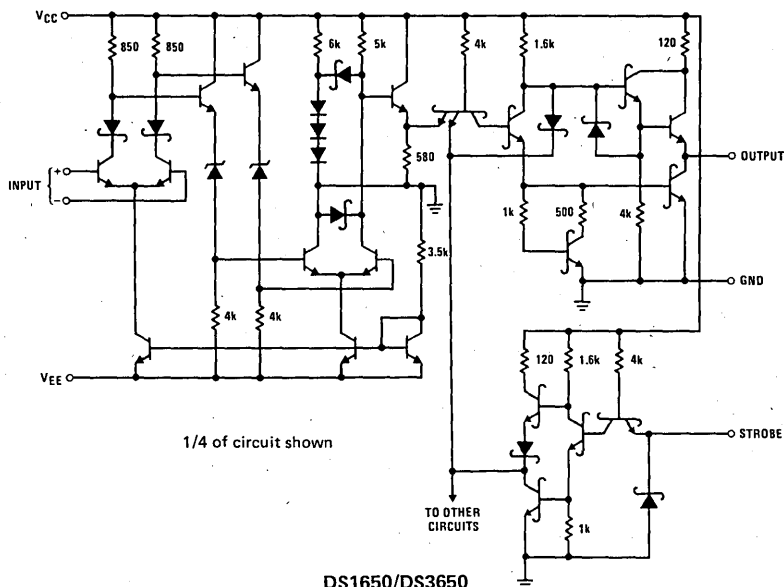 VCC
850
850
6k
5k
4k
1.6k
120
INPUT
+
–
580
OUTPUT
1k
500
4k
3.5k
GND
4k
4k
VEE
120
1.6k
4k
1/4 of circuit shown
STROBE
TO OTHER
CIRCUITS
1k
DS1650/DS3650